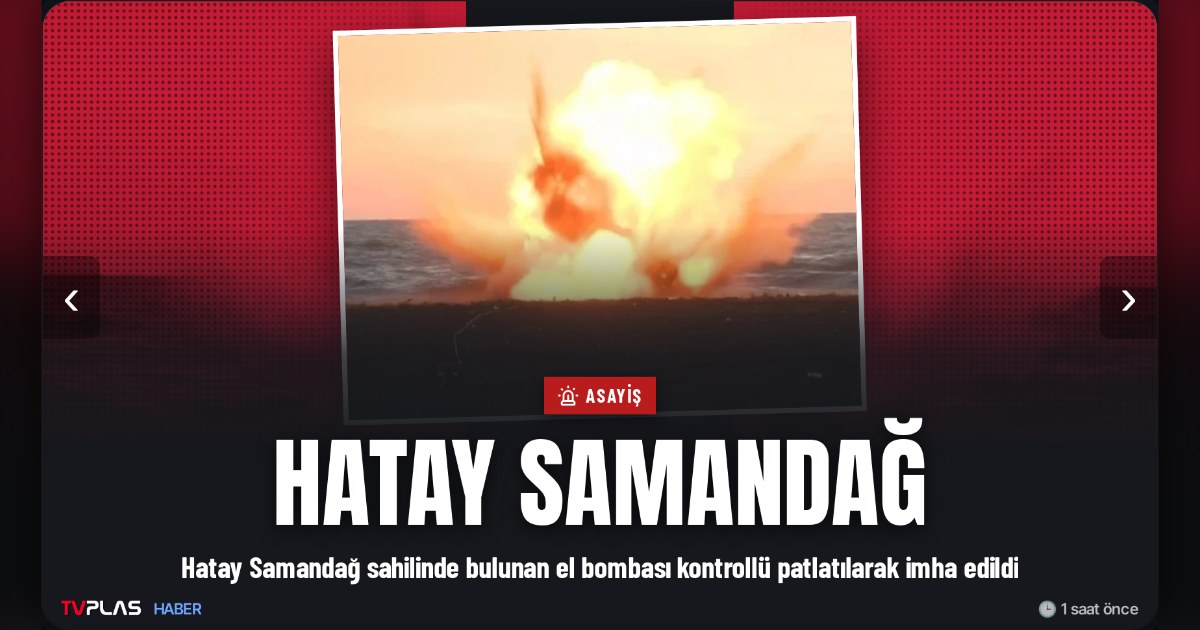 ASAYİŞ
HATAY SAMANDAĞ
Hatay Samandağ sahilinde bulunan el bombası kontrollü patlatılarak imha edildi
TVPLAS HABER
1 saat önce